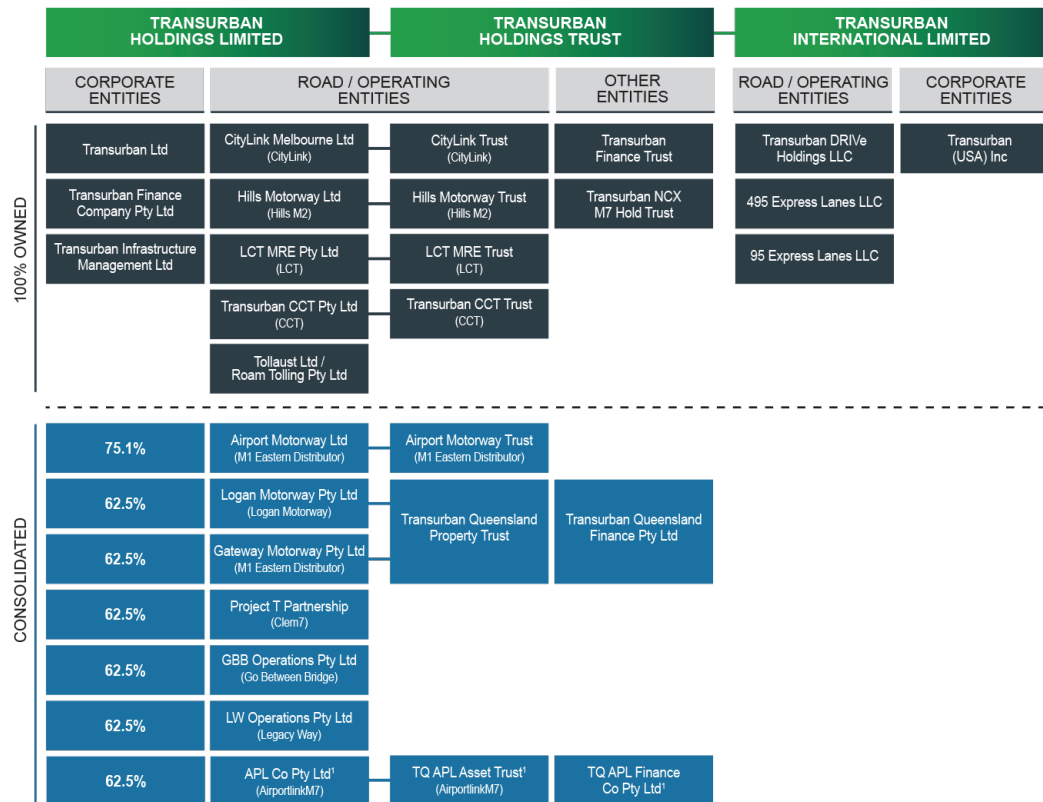 TRANSURBAN
HOLDINGS LIMITED
TRANSURBAN
HOLDINGS TRUST
TRANSURBAN
INTERNATIONAL LIMITED
CORPORATE
ENTITIES
ROAD / OPERATING
ENTITIES
OTHER
ENTITIES
ROAD / OPERATING
ENTITIES
CORPORATE
ENTITIES
100% OWNED
Transurban Ltd
CityLink Melbourne Ltd
(CityLink)
CityLink Trust
(CityLink)
Transurban
Finance Trust
Transurban DRIVe
Holdings LLC
Transurban
(USA) Inc
Transurban Finance
Company Pty Ltd
Hills Motorway Ltd
(Hills M2)
Hills Motorway Trust
(Hills M2)
Transurban NCX
M7 Hold Trust
495 Express Lanes LLC
Transurban Infrastructure
Management Ltd
LCT MRE Pty Ltd
(LCT)
LCT MRE Trust
(LCT)
95 Express Lanes LLC
Transurban CCT Pty Ltd
(CCT)
Transurban CCT Trust
(CCT)
Tollaust Ltd /
Roam Tolling Pty Ltd
CONSOLIDATED
75.1%
Airport Motorway Ltd
(M1 Eastern Distributor)
Airport Motorway Trust
(M1 Eastern Distributor)
62.5%
Logan Motorway Pty Ltd
(Logan Motorway)
Transurban Queensland
Property Trust
Transurban Queensland
Finance Pty Ltd
62.5%
Gateway Motorway Pty Ltd
(M1 Eastern Distributor)
62.5%
Project T Partnership
(Clem7)
62.5%
GBB Operations Pty Ltd
(Go Between Bridge)
62.5%
LW Operations Pty Ltd
(Legacy Way)
62.5%
APL Co Pty Ltd¹
(AirportlinkM7)
TQ APL Asset Trust¹
(AirportlinkM7)
TQ APL Finance
Co Pty Ltd¹